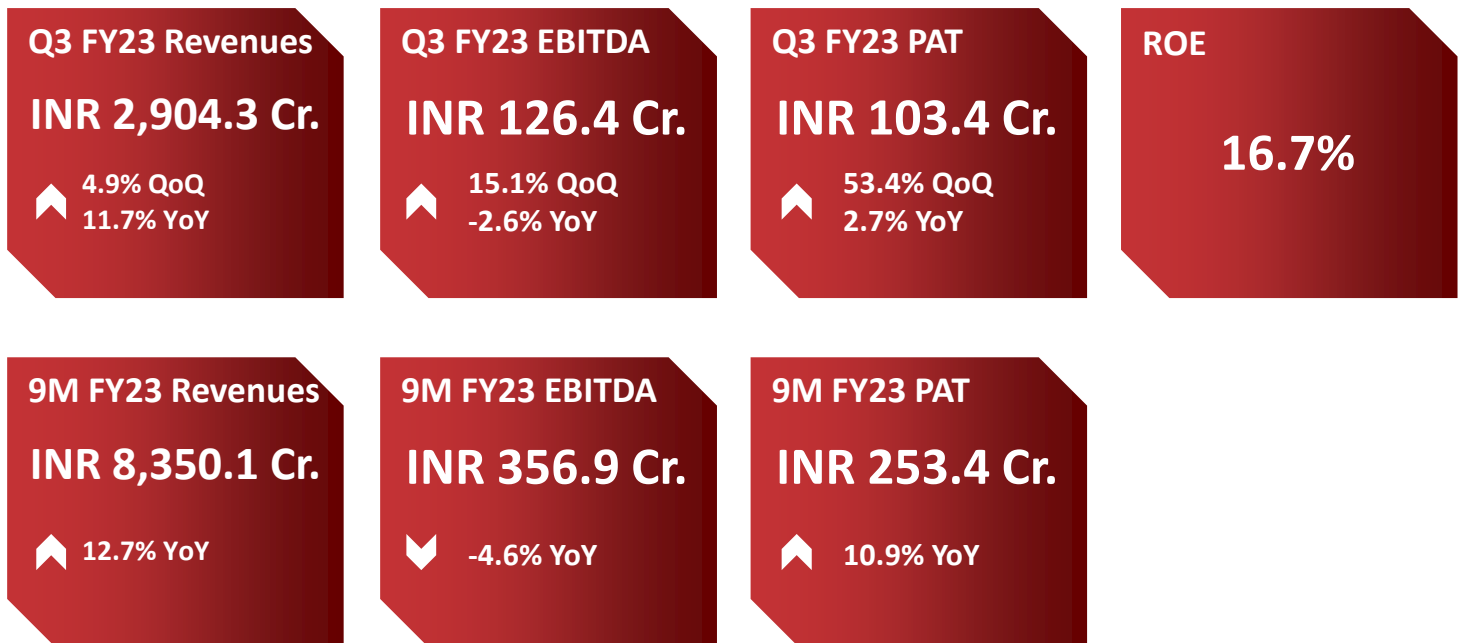 Q3 FY23 Revenues
INR 2,904.3 Cr.
4.9% QoQ
11.7% YoY
Q3 FY23 EBITDA
INR 126.4 Cr.
15.1% QoQ
-2.6% YoY
Q3 FY23 PAT
INR 103.4 Cr.
53.4% QoQ
2.7% YoY
ROE
16.7%
9M FY23 Revenues
INR 8,350.1 Cr.
12.7% YoY
9M FY23 EBITDA
INR 356.9 Cr.
-4.6% YoY
9M FY23 PAT
INR 253.4 Cr.
10.9% YoY